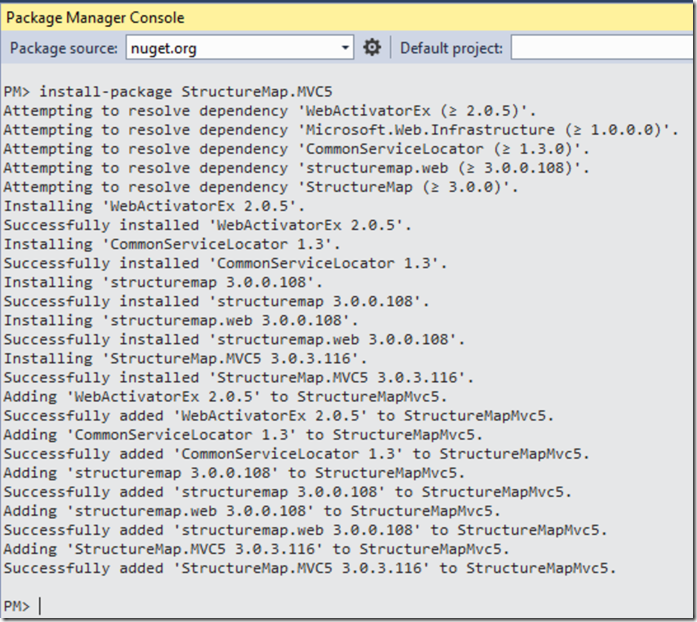 Package Manager Console
Package source: nuget.org Default project:
PM> install-package StructureMap.MVC5
Attempting to resolve dependency 'WebActivatorEx (≥ 2.0.5)'.
Attempting to resolve dependency 'Microsoft.Web.Infrastructure (≥ 1.0.0.0)'.
Attempting to resolve dependency 'CommonServiceLocator (≥ 1.3.0)'.
Attempting to resolve dependency 'structuremap.web (≥ 3.0.0.108)'.
Attempting to resolve dependency 'StructureMap (≥ 3.0.0)'.
Installing 'WebActivatorEx 2.0.5'.
Successfully installed 'WebActivatorEx 2.0.5'.
Installing 'CommonServiceLocator 1.3'.
Successfully installed 'CommonServiceLocator 1.3'.
Installing 'structuremap 3.0.0.108'.
Successfully installed 'structuremap 3.0.0.108'.
Installing 'structuremap.web 3.0.0.108'.
Successfully installed 'structuremap.web 3.0.0.108'.
Installing 'StructureMap.MVC5 3.0.3.116'.
Successfully installed 'StructureMap.MVC5 3.0.3.116'.
Adding 'WebActivatorEx 2.0.5' to StructureMapMvc5.
Successfully added 'WebActivatorEx 2.0.5' to StructureMapMvc5.
Adding 'CommonServiceLocator 1.3' to StructureMapMvc5.
Successfully added 'CommonServiceLocator 1.3' to StructureMapMvc5.
Adding 'structuremap 3.0.0.108' to StructureMapMvc5.
Successfully added 'structuremap 3.0.0.108' to StructureMapMvc5.
Adding 'structuremap.web 3.0.0.108' to StructureMapMvc5.
Successfully added 'structuremap.web 3.0.0.108' to StructureMapMvc5.
Adding 'StructureMap.MVC5 3.0.3.116' to StructureMapMvc5.
Successfully added 'StructureMap.MVC5 3.0.3.116' to StructureMapMvc5.
PM>